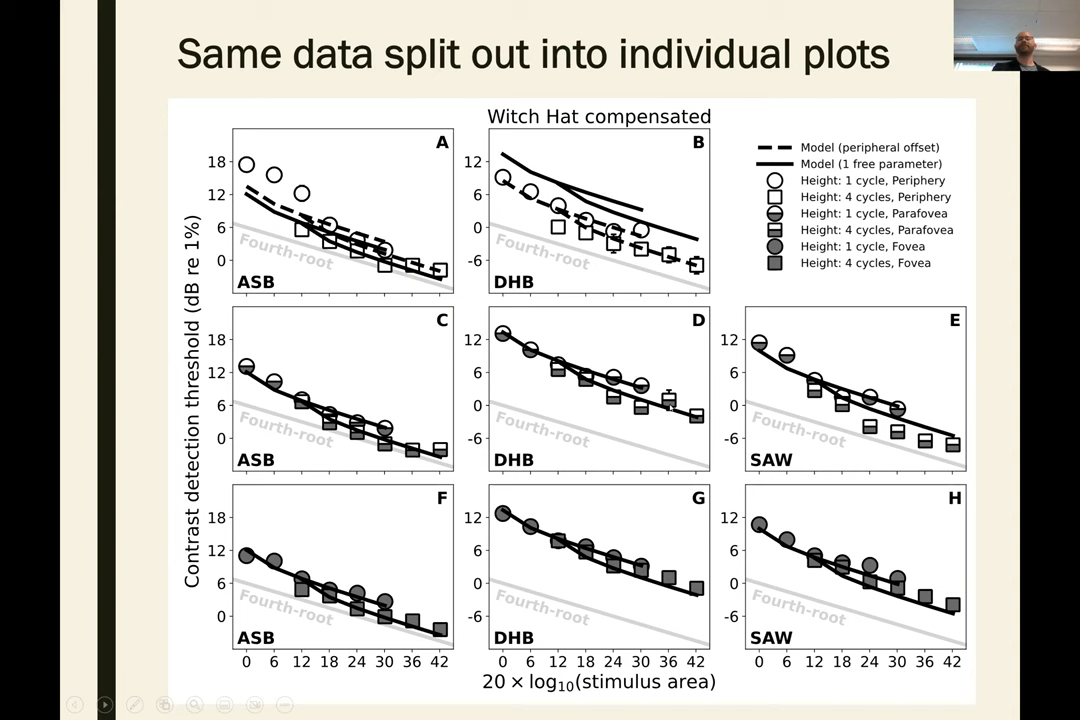 Same data split out into individual plots
Witch Hat compensated
Contrast detection threshold (dB re 1%)
A
18
12
6
0
Fourth-root
ASB
B
12
6
0
-6
Fourth-root
DHB
Model (peripheral offset)
Model (1 free parameter)
Height: 1 cycle, Periphery
Height: 4 cycles, Periphery
Height: 1 cycle, Parafovea
Height: 4 cycles, Parafovea
Height: 1 cycle, Fovea
Height: 4 cycles, Fovea
C
18
12
6
0
Fourth-root
ASB
D
12
6
0
-6
Fourth-root
DHB
E
12
6
0
-6
Fourth-root
SAW
F
18
12
6
0
Fourth-root
ASB
0 6 12 18 24 30 36 42
G
12
6
0
-6
Fourth-root
DHB
0 6 12 18 24 30 36 42
H
12
6
0
-6
Fourth-root
SAW
0 6 12 18 24 30 36 42
20 × log₁₀(stimulus area)